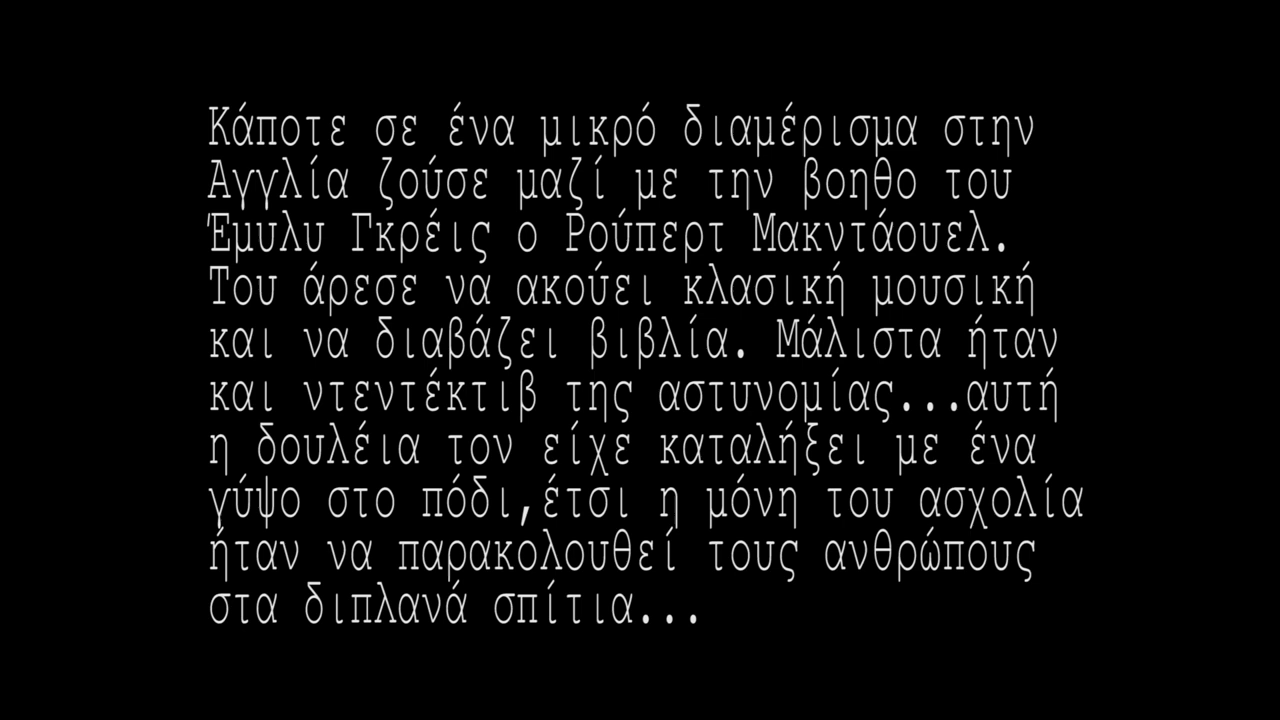 Κάποτε σε ένα μικρό διαμέρισμα στην
Αγγλία ζούσε μαζί με την βοηθο του
Έμυλυ Γκρέις ο Ρούπερτ Μακντάουελ.
Του άρεσε να ακούει κλασική μουσική
και να διαβάζει βιβλία. Μάλιστα ήταν
και ντεντέκτιβ της αστυνομίας...αυτή
η δουλέια τον είχε καταλήξει με ένα
γύψο στο πόδι,έτσι η μόνη του ασχολία
ήταν να παρακολουθεί τους ανθρώπους
στα διπλανά σπίτια...